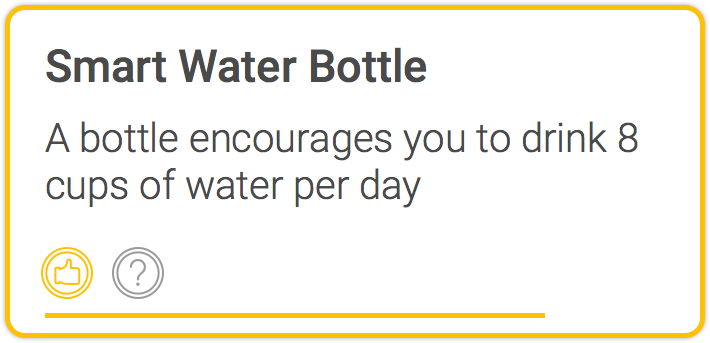 Smart Water Bottle
A bottle encourages you to drink 8
cups of water per day
?